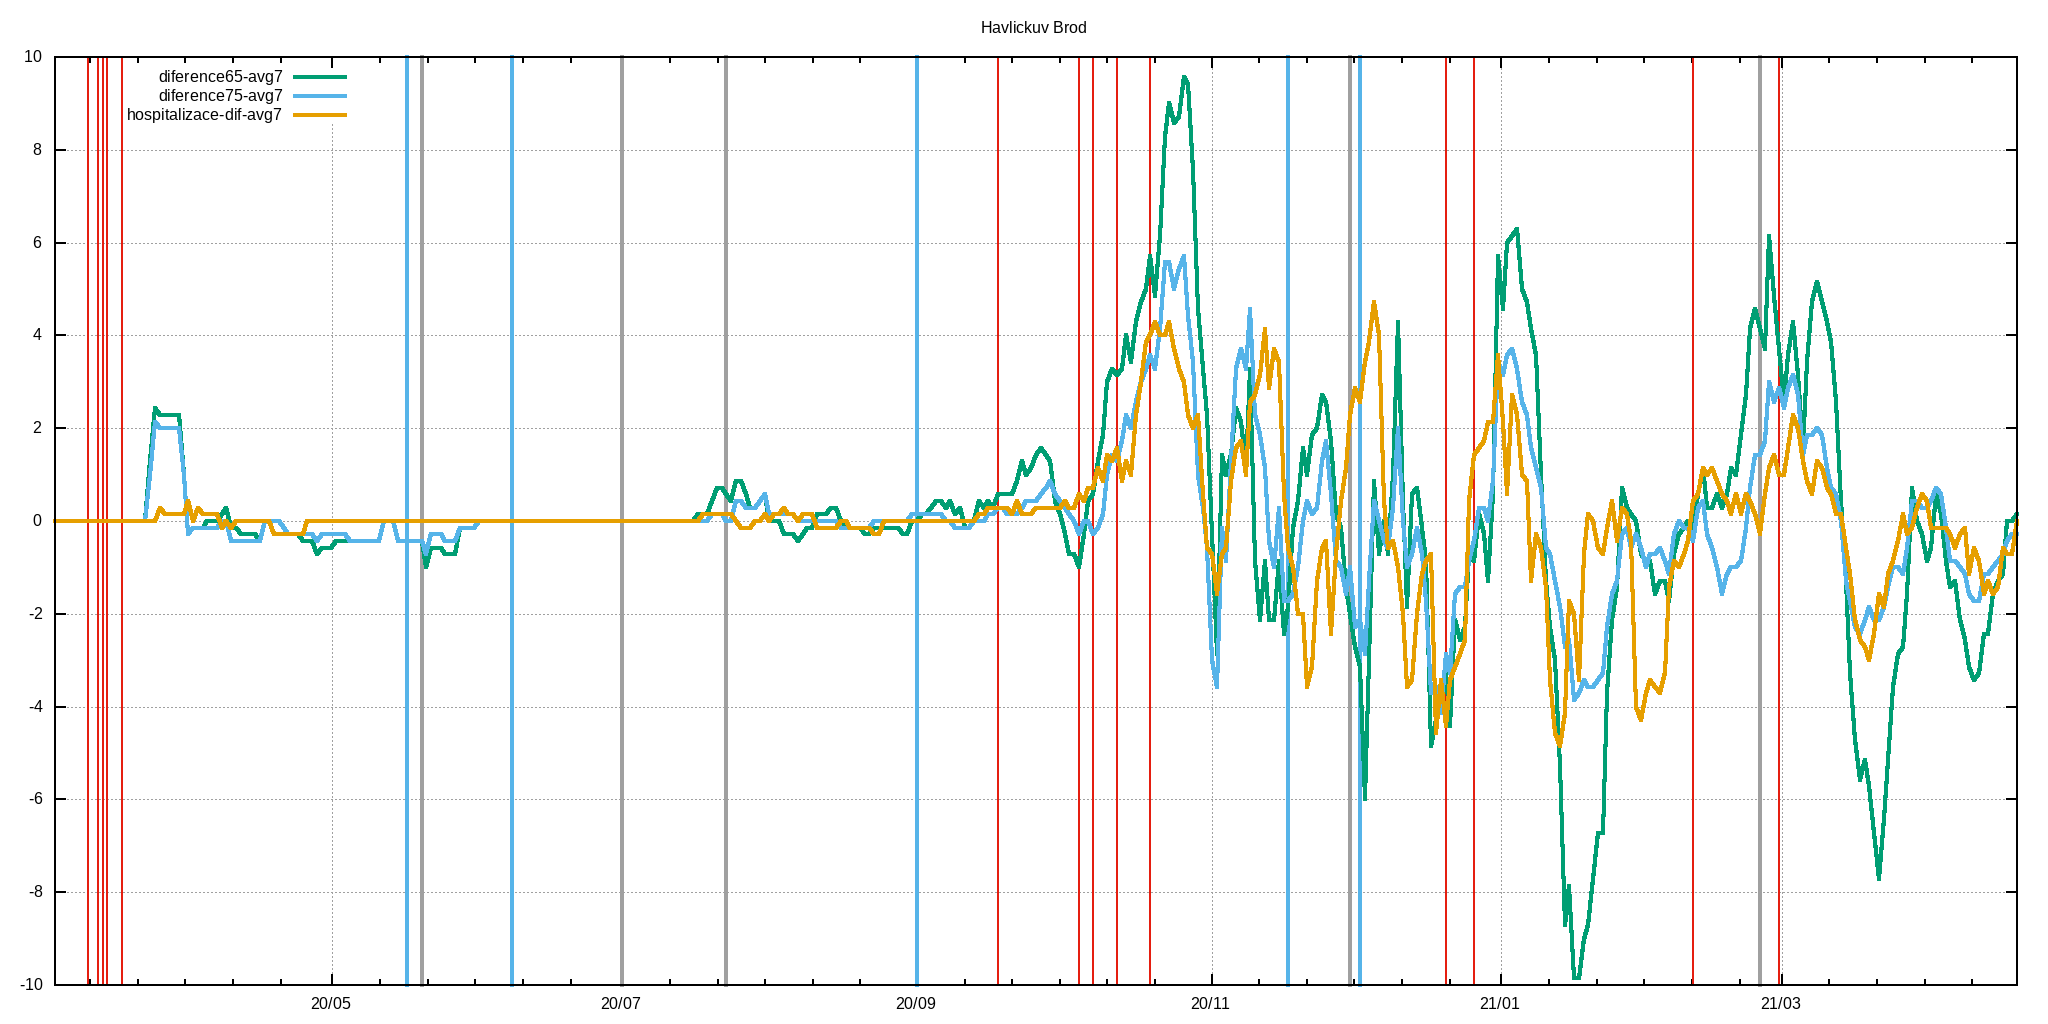 Havlickuv Brod
10
8
6
4
2
0
-2
-4
-6
-8
-10
diference65-avg7
diference75-avg7
hospitalizace-dif-avg7
20/05 20/07 20/09 20/11 21/01 21/03